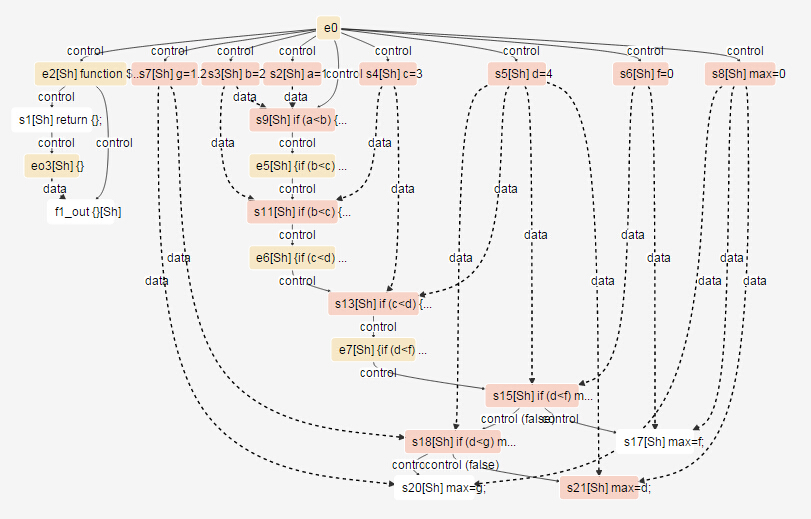 e0
control
control
control
control
control
control
control
control
control
e2[Sh] function $...
s7[Sh] g=1.2
s3[Sh] b=2
s2[Sh] a=1
s4[Sh] c=3
s5[Sh] d=4
s6[Sh] f=0
s8[Sh] max=0
control
data
data
s1[Sh] return {};
s9[Sh] if (a<b) {...
control
control
data
control
data
eo3[Sh] {}
e5[Sh] {if (b<c) ...
data
control
data
data
f1_out {}[Sh]
s11[Sh] if (b<c) {...
control
data
data
data
e6[Sh] {if (c<d) ...
data
data
data
control
data
data
data
data
s13[Sh] if (c<d) {...
control
e7[Sh] {if (d<f) ...
control
s15[Sh] if (d<f) m...
control (false)
control
s18[Sh] if (d<g) m...
s17[Sh] max=f;
control (false)
s20[Sh] max=g;
s21[Sh] max=d;